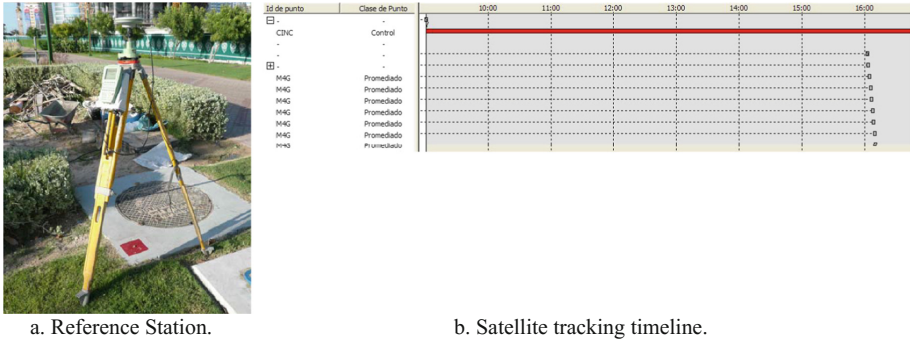 Id de punto Clase de Punto 10:00 11:00 12:00 13:00 14:00 15:00 16:00
- -
CINC Control
- -
- -
- -
M4G Promediado
M4G Promediado
M4G Promediado
M4G Promediado
M4G Promediado
M4G Promediado
M4G Promediado
a. Reference Station. b. Satellite tracking timeline.